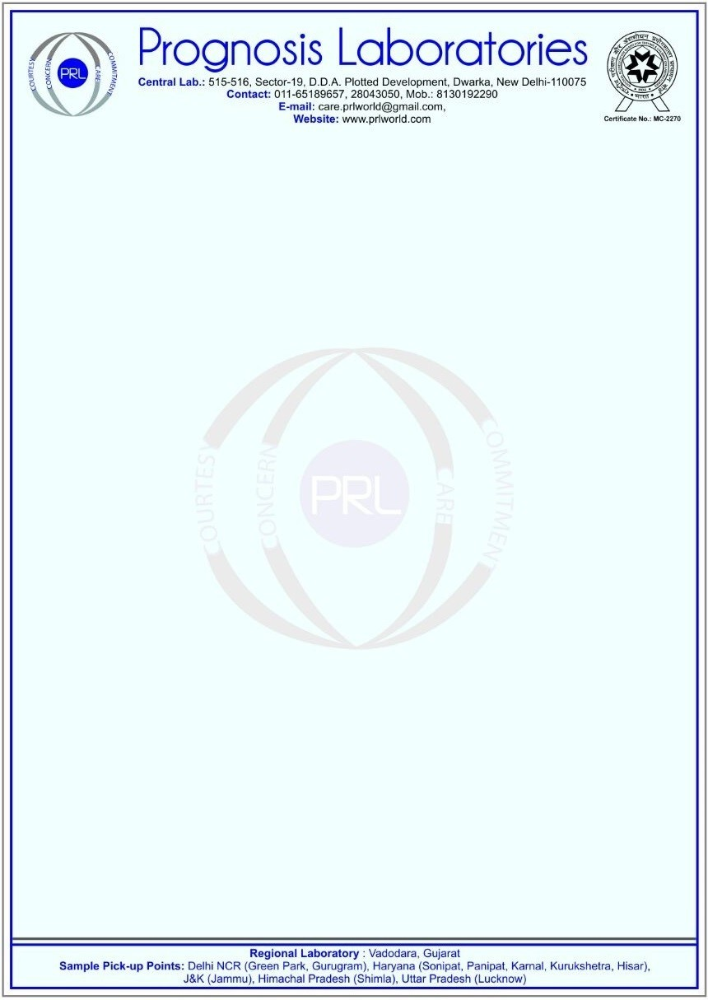 COURTESY
CONCERN
PRL
CARE
COMMITMENT
Prognosis Laboratories
Central Lab.: 515-516, Sector-19, D.D.A. Plotted Development, Dwarka, New Delhi-110075
Contact: 011-65189657, 28043050, Mob.: 8130192290
E-mail: care.prlworld@gmail.com,
Website: www.prlworld.com
Certificate No.: MC-2270
COURTESY
CONCERN
PRL
CARE
COMMITMENT
Regional Laboratory : Vadodara, Gujarat
Sample Pick-up Points: Delhi NCR (Green Park, Gurugram), Haryana (Sonipat, Panipat, Karnal, Kurukshetra, Hisar),
J&K (Jammu), Himachal Pradesh (Shimla), Uttar Pradesh (Lucknow)